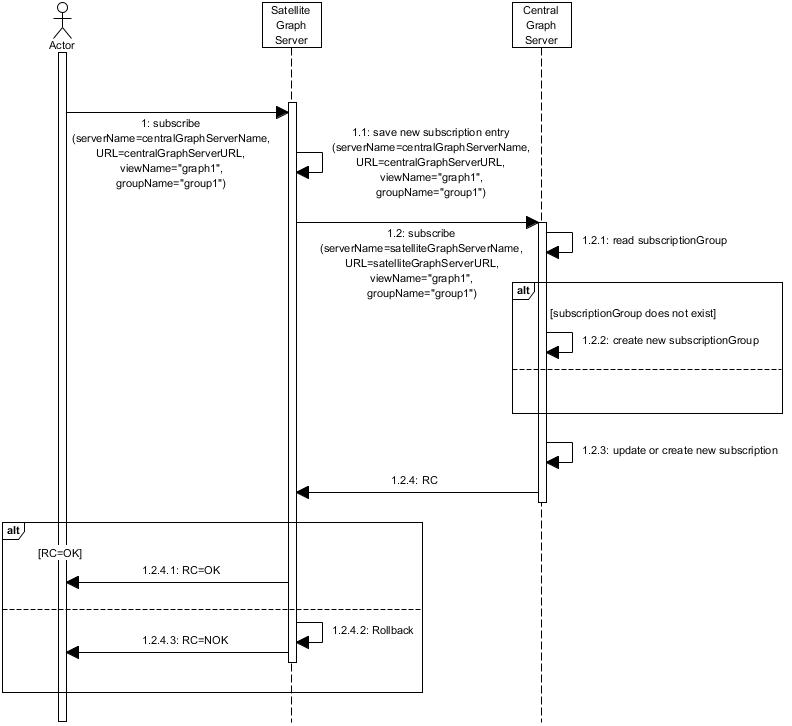 Actor
Satellite
Graph
Server
Central
Graph
Server
1: subscribe
(serverName=centralGraphServerName,
URL=centralGraphServerURL,
viewName="graph1",
groupName="group1")
1.1: save new subscription entry
(serverName=centralGraphServerName,
URL=centralGraphServerURL,
viewName="graph1",
groupName="group1")
1.2: subscribe
(serverName=satelliteGraphServerName,
URL=satelliteGraphServerURL,
viewName="graph1",
groupName="group1")
1.2.1: read subscriptionGroup
alt
[subscriptionGroup does not exist]
1.2.2: create new subscriptionGroup
1.2.3: update or create new subscription
1.2.4: RC
alt
[RC=OK]
1.2.4.1: RC=OK
1.2.4.2: Rollback
1.2.4.3: RC=NOK